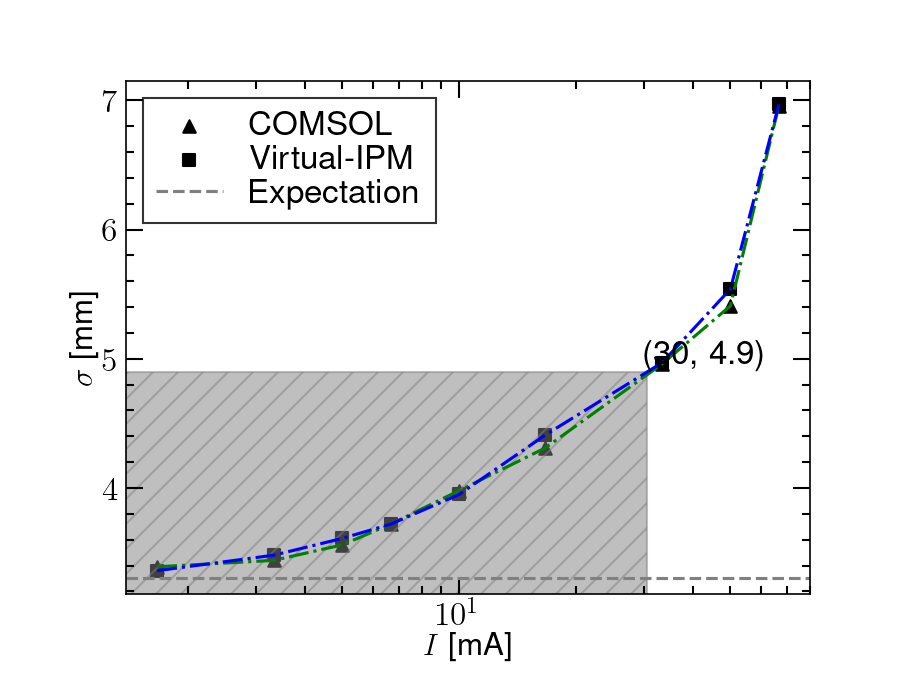 7
6
5
4
σ [mm]
COMSOL
Virtual-IPM
Expectation
(30, 4.9)
10¹
I [mA]